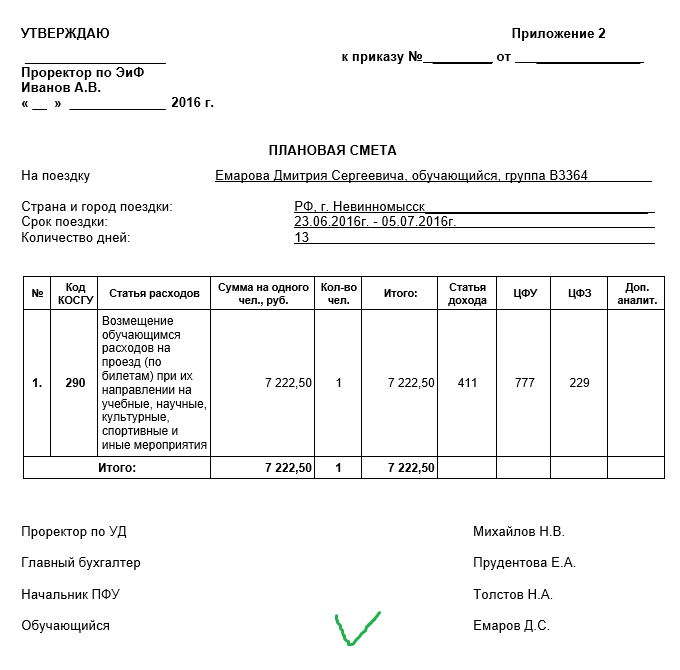 УТВЕРЖДАЮ Приложение 2
___________________ к приказу №_________ от _________________
Проректор по ЭиФ
Иванов А.В.
« __ » _____________ 2016 г.
ПЛАНОВАЯ СМЕТА
На поездку Емарова Дмитрия Сергеевича, обучающийся, группа В3364
Страна и город поездки: РФ, г. Невинномысск
Срок поездки: 23.06.2016г. - 05.07.2016г.
Количество дней: 13
№ Код КОСГУ Статья расходов Сумма на одного чел., руб. Кол-во чел. Итого: Статья дохода ЦФУ ЦФЗ Доп. аналит.
1. 290 Возмещение
обучающимся
расходов на
проезд (по
билетам) при их
направлении на
учебные, научные,
культурные,
спортивные и
иные мероприятия
7 222,50 1 7 222,50 411 777 229
Итого: 7 222,50 1 7 222,50
Проректор по УД Михайлов Н.В.
Главный бухгалтер Прудентова Е.А.
Начальник ПФУ Толстов Н.А.
Обучающийся Емаров Д.С.